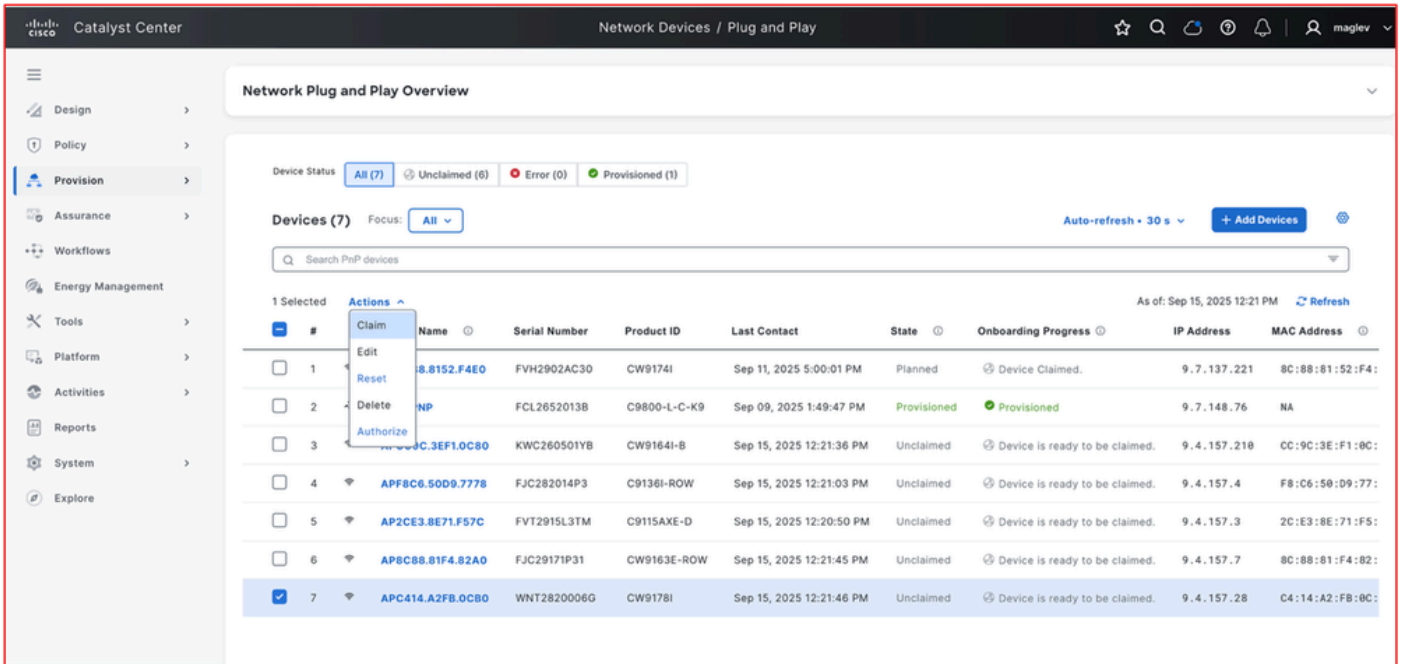 cisco Catalyst Center Network Devices / Plug and Play maglev
Network Plug and Play Overview
Design
Policy
Provision
Assurance
Workflows
Energy Management
Tools
Platform
Activities
Reports
System
Explore
Device Status All (7) Unclaimed (6) Error (0) Provisioned (1)
Devices (7) Focus: All Auto-refresh • 30 s + Add Devices
Search PnP devices
1 Selected Actions As of: Sep 15, 2025 12:21 PM Refresh
Claim
Edit
Reset
Delete
Authorize
# Name Serial Number Product ID Last Contact State Onboarding Progress IP Address MAC Address
1 8.8152.F4E0 FVH2902AC30 CW9174I Sep 11, 2025 5:00:01 PM Planned Device Claimed. 9.7.137.221 8C:88:81:52:F4:
2 NP FCL2652013B C9800-L-C-K9 Sep 09, 2025 1:49:47 PM Provisioned Provisioned 9.7.148.76 NA
3 C.3EF1.0C80 KWC260501YB CW9164I-B Sep 15, 2025 12:21:36 PM Unclaimed Device is ready to be claimed. 9.4.157.210 CC:9C:3E:F1:0C:
4 APF8C6.50D9.7778 FJC282014P3 C9136I-ROW Sep 15, 2025 12:21:03 PM Unclaimed Device is ready to be claimed. 9.4.157.4 F8:C6:50:D9:77:
5 AP2CE3.8E71.F57C FVT2915L3TM C9115AXE-D Sep 15, 2025 12:20:50 PM Unclaimed Device is ready to be claimed. 9.4.157.3 2C:E3:8E:71:F5:
6 AP8C88.81F4.82A0 FJC29171P31 CW9163E-ROW Sep 15, 2025 12:21:45 PM Unclaimed Device is ready to be claimed. 9.4.157.7 8C:88:81:F4:82:
7 APC414.A2FB.0CB0 WNT2820006G CW9178I Sep 15, 2025 12:21:46 PM Unclaimed Device is ready to be claimed. 9.4.157.28 C4:14:A2:FB:0C: